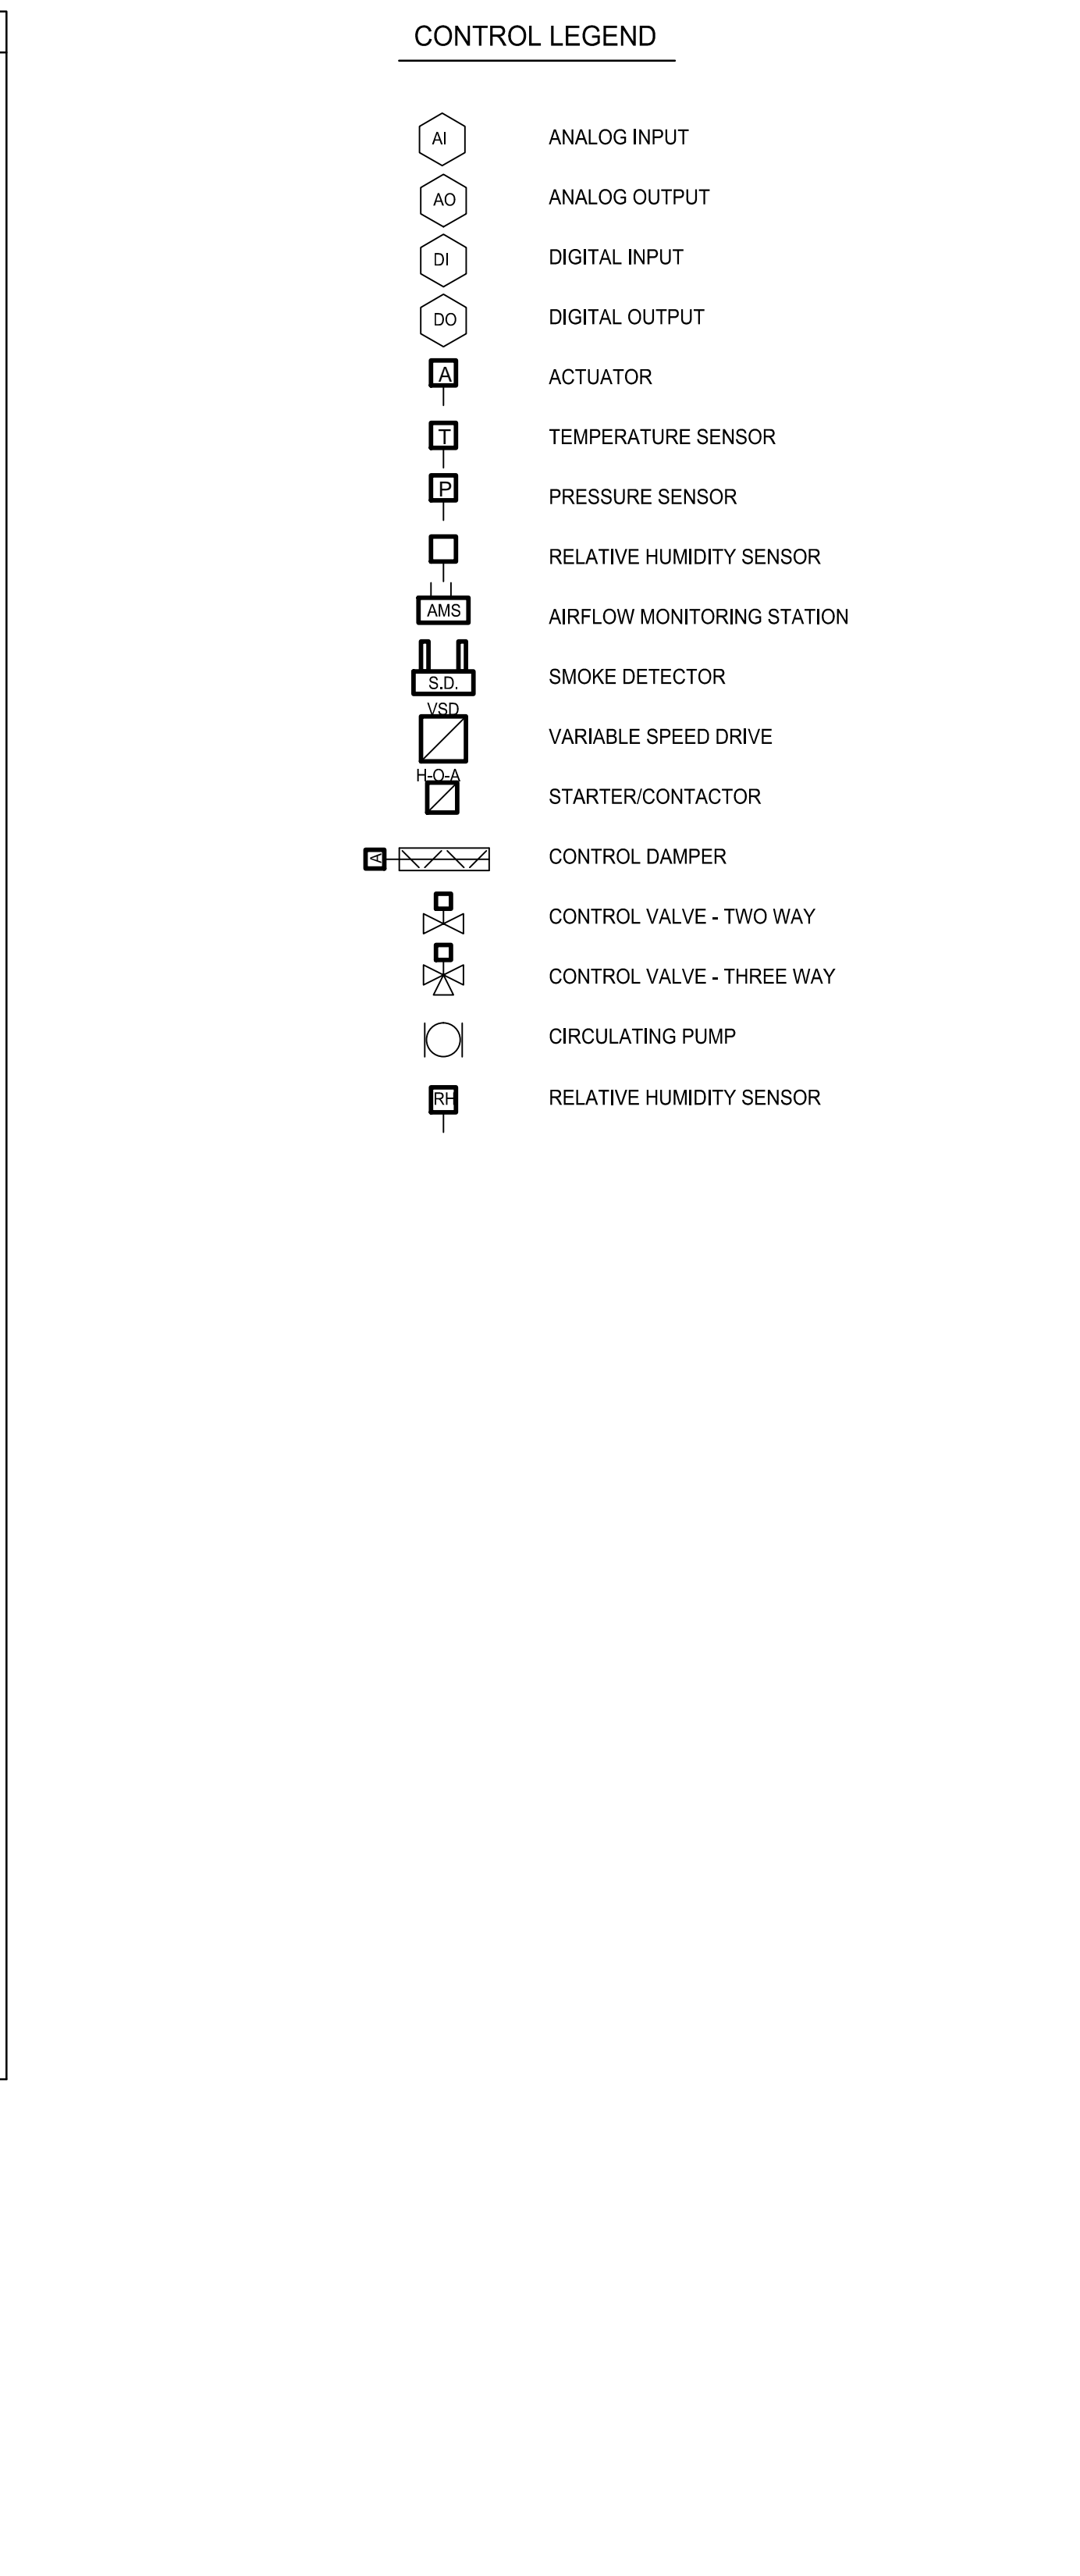 CONTROL LEGEND
AI ANALOG INPUT
AO ANALOG OUTPUT
DI DIGITAL INPUT
DO DIGITAL OUTPUT
A ACTUATOR
T TEMPERATURE SENSOR
P PRESSURE SENSOR
RELATIVE HUMIDITY SENSOR
AMS AIRFLOW MONITORING STATION
S.D. SMOKE DETECTOR
VSD
VARIABLE SPEED DRIVE
H-O-A
STARTER/CONTACTOR
A CONTROL DAMPER
CONTROL VALVE - TWO WAY
CONTROL VALVE - THREE WAY
CIRCULATING PUMP
RH RELATIVE HUMIDITY SENSOR